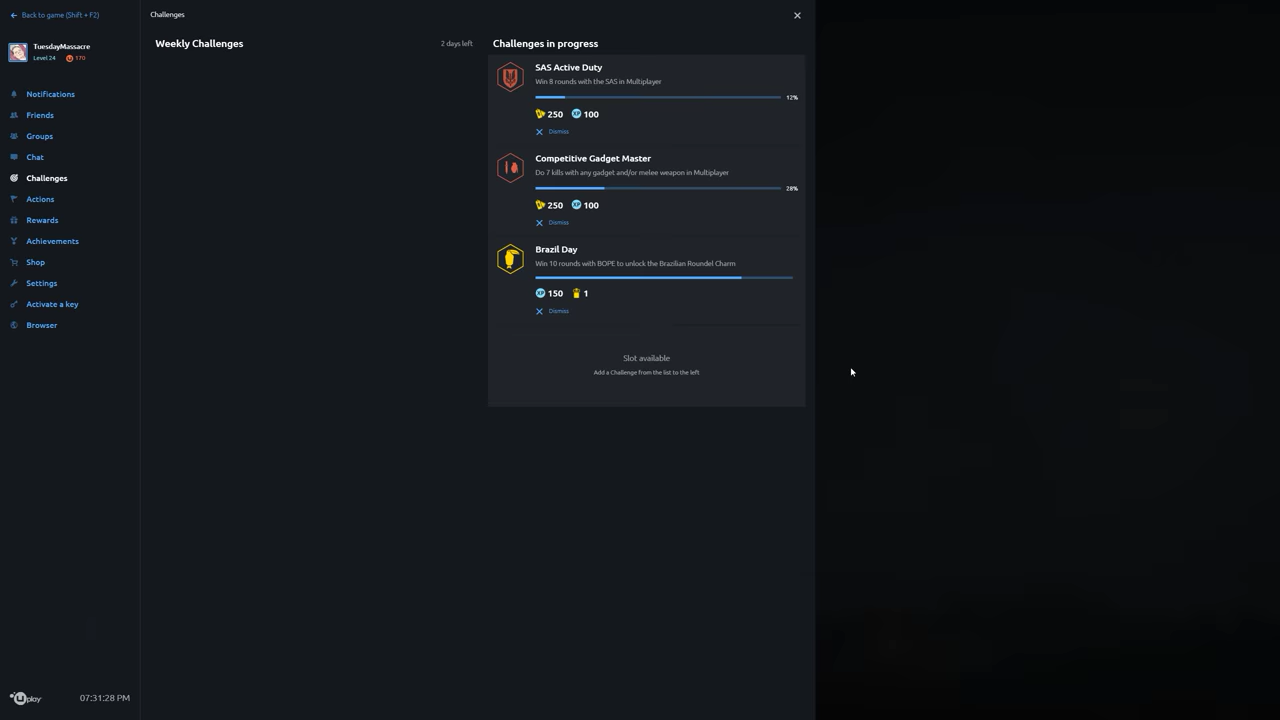 Back to game (Shift + F2)
TuesdayMassacre
Level 24 170
Notifications
Friends
Groups
Chat
Challenges
Actions
Rewards
Achievements
Shop
Settings
Activate a key
Browser
uplay 07:31:28 PM
Challenges
Weekly Challenges 2 days left
Challenges in progress
SAS Active Duty
Win 8 rounds with the SAS in Multiplayer
12%
250 XP 100
Dismiss
Competitive Gadget Master
Do 7 kills with any gadget and/or melee weapon in Multiplayer
28%
250 XP 100
Dismiss
Brazil Day
Win 10 rounds with BOPE to unlock the Brazilian Roundel Charm
XP 150 1
Dismiss
Slot available
Add a Challenge from the list to the left